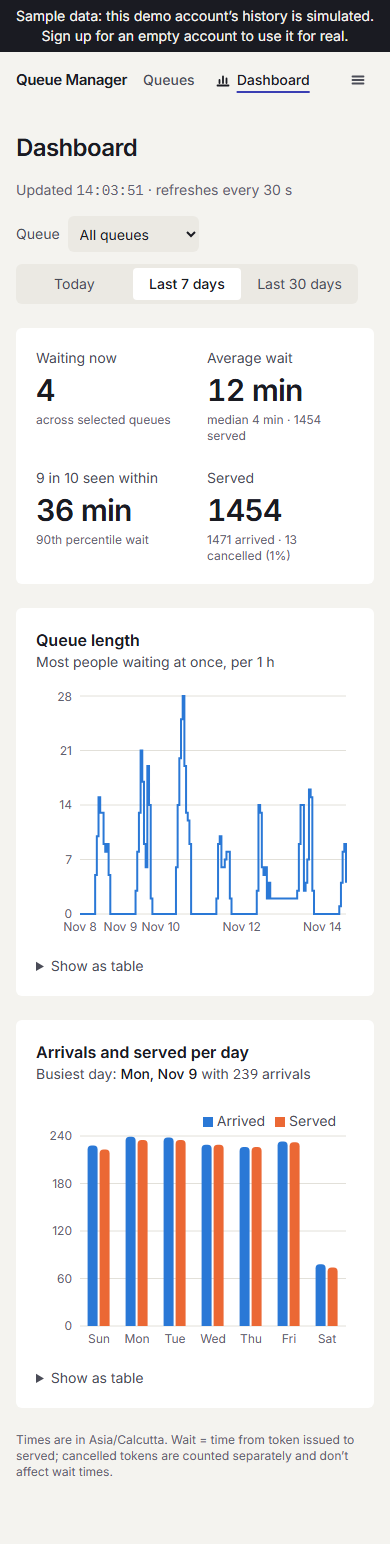 Sample data: this demo account’s history is simulated.
Sign up for an empty account to use it for real.
Queue Manager Queues Dashboard
Dashboard
Updated 14:03:51 · refreshes every 30 s
Queue All queues
Today Last 7 days Last 30 days
Waiting now
4
across selected queues
Average wait
12 min
median 4 min · 1454
served
9 in 10 seen within
36 min
90th percentile wait
Served
1454
1471 arrived · 13
cancelled (1%)
Queue length
Most people waiting at once, per 1 h
28
21
14
7
0
Nov 8 Nov 9 Nov 10 Nov 12 Nov 14
Show as table
Arrivals and served per day
Busiest day: Mon, Nov 9 with 239 arrivals
Arrived Served
240
180
120
60
0
Sun Mon Tue Wed Thu Fri Sat
Show as table
Times are in Asia/Calcutta. Wait = time from token issued to
served; cancelled tokens are counted separately and don’t
affect wait times.